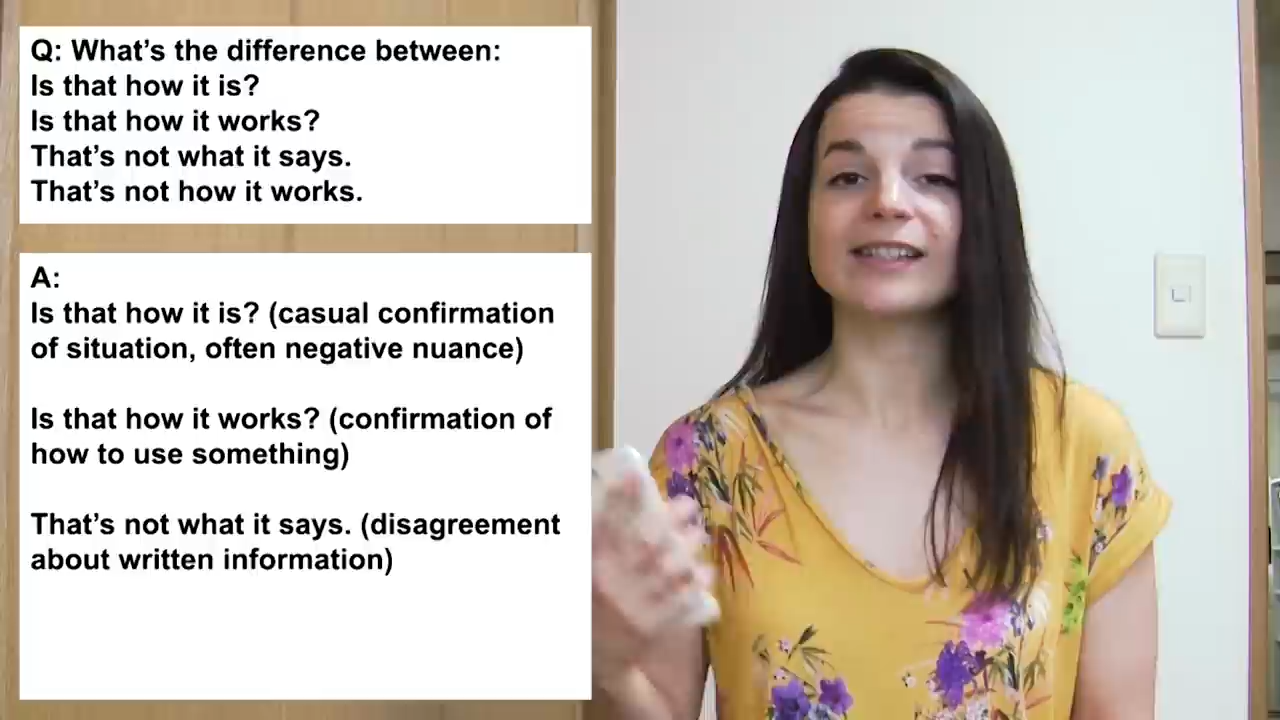 Q: What's the difference between:
Is that how it is?
Is that how it works?
That's not what it says.
That's not how it works.
A:
Is that how it is? (casual confirmation
of situation, often negative nuance)
Is that how it works? (confirmation of
how to use something)
That's not what it says. (disagreement
about written information)